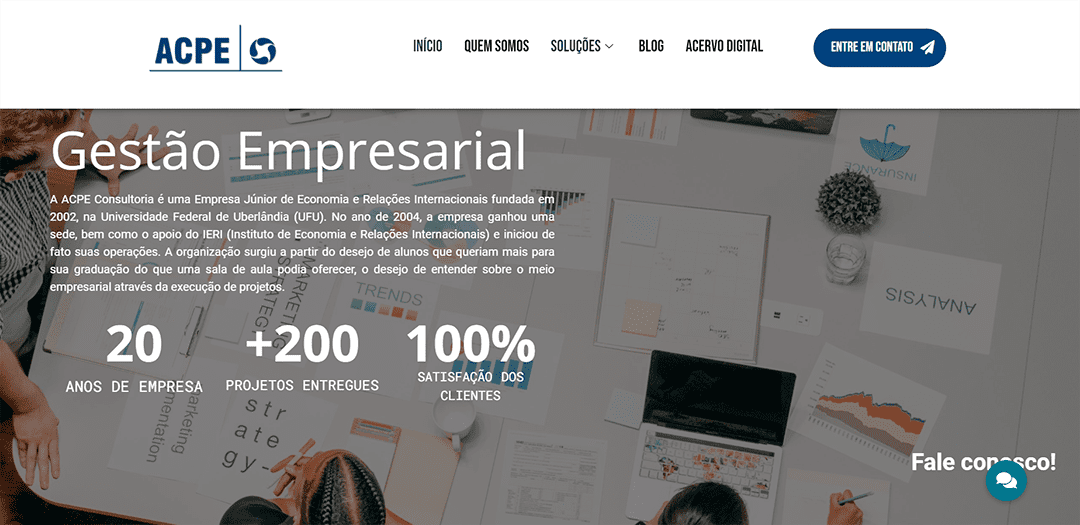 ACPE
INÍCIO
QUEM SOMOS
SOLUÇÕES
BLOG
ACERVO DIGITAL
ENTRE EM CONTATO
Gestão Empresarial
A ACPE Consultoria é uma Empresa Júnior de Economia e Relações Internacionais fundada em
2002, na Universidade Federal de Uberlândia (UFU). No ano de 2004, a empresa ganhou uma
sede, bem como o apoio do IERI (Instituto de Economia e Relações Internacionais) e iniciou de
fato suas operações. A organização surgiu a partir do desejo de alunos que queriam mais para
sua graduação do que uma sala de aula podia oferecer, o desejo de entender sobre o meio
empresarial através da execução de projetos.
20
ANOS DE EMPRESA
+200
PROJETOS ENTREGUES
100%
SATISFAÇÃO DOS
CLIENTES
INSURANCE
ANALYSIS
MARKETING
STRATEGY
TRENDS
str
ate
gy-
Marketing
mentation
Fale conosco!